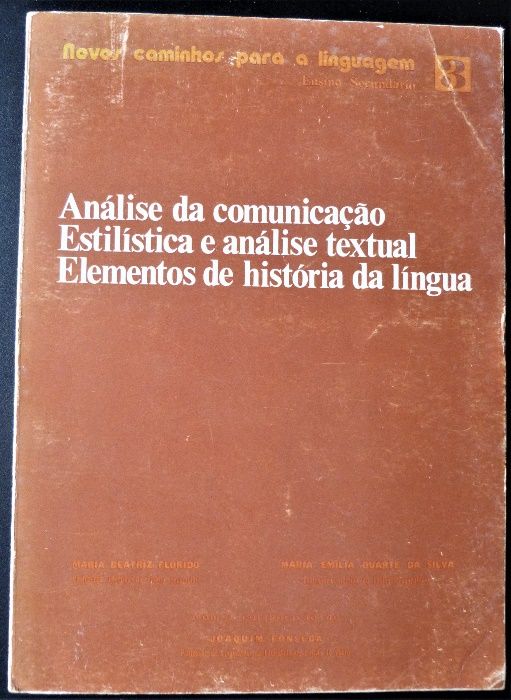 Novos caminhos para a linguagem 3
Ensino Secundário
Análise da comunicação
Estilística e análise textual
Elementos de história da língua
MARIA BEATRIZ FLORIDO
MARIA EMÍLIA DUARTE DA SILVA
JOAQUIM FONSECA